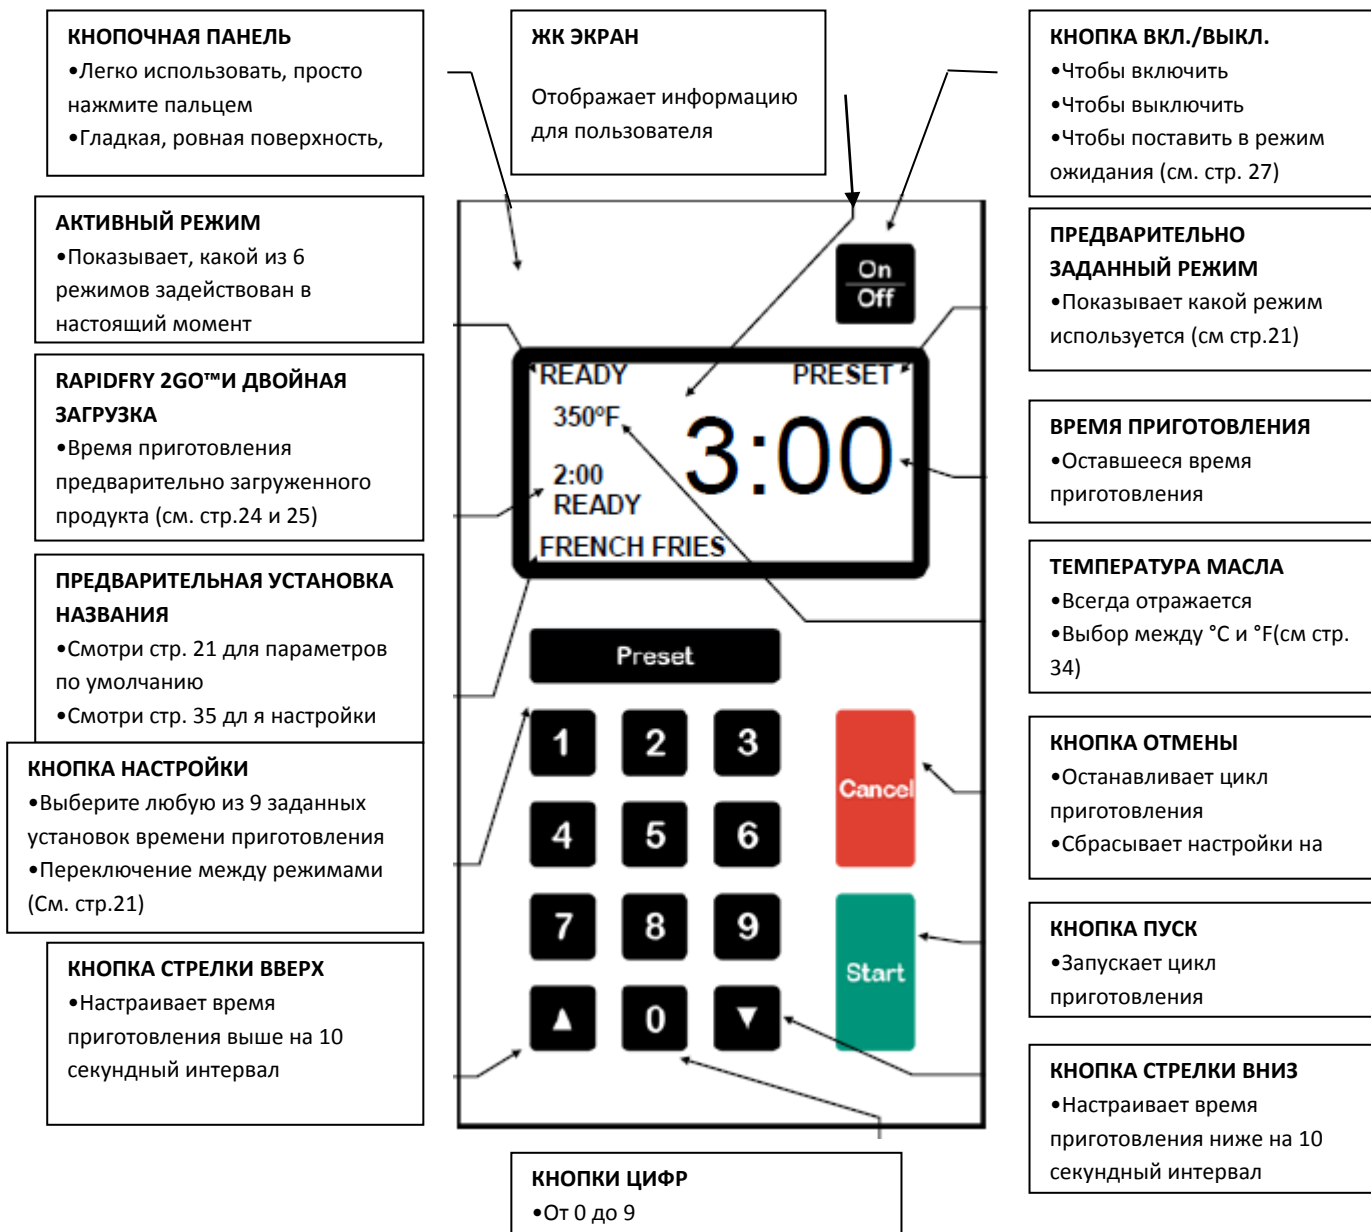 КНОПОЧНАЯ ПАНЕЛЬ
•Легко использовать, просто
нажмите пальцем
•Гладкая, ровная поверхность,
ЖК ЭКРАН
Отображает информацию
для пользователя
КНОПКА ВКЛ./ВЫКЛ.
•Чтобы включить
•Чтобы выключить
•Чтобы поставить в режим
ожидания (см. стр. 27)
АКТИВНЫЙ РЕЖИМ
•Показывает, какой из 6
режимов задействован в
настоящий момент
RAPIDFRY 2GO™И ДВОЙНАЯ
ЗАГРУЗКА
•Время приготовления
предварительно загруженного
продукта (см. стр.24 и 25)
ПРЕДВАРИТЕЛЬНАЯ УСТАНОВКА
НАЗВАНИЯ
•Смотри стр. 21 для параметров
по умолчанию
•Смотри стр. 35 дл я настройки
КНОПКА НАСТРОЙКИ
•Выберите любую из 9 заданных
установок времени приготовления
•Переключение между режимами
(См. стр.21)
КНОПКА СТРЕЛКИ ВВЕРХ
•Настраивает время
приготовления выше на 10
секундный интервал
On
Off
READY PRESET
350°F
3:00
2:00
READY
FRENCH FRIES
Preset
1 2 3
Cancel
4 5 6
7 8 9
Start
▲ 0 ▼
КНОПКИ ЦИФР
•От 0 до 9
ПРЕДВАРИТЕЛЬНО
ЗАДАННЫЙ РЕЖИМ
•Показывает какой режим
используется (см стр.21)
ВРЕМЯ ПРИГОТОВЛЕНИЯ
•Оставшееся время
приготовления
ТЕМПЕРАТУРА МАСЛА
•Всегда отражается
•Выбор между °C и °F(см стр.
34)
КНОПКА ОТМЕНЫ
•Останавливает цикл
приготовления
•Сбрасывает настройки на
КНОПКА ПУСК
•Запускает цикл
приготовления
КНОПКА СТРЕЛКИ ВНИЗ
•Настраивает время
приготовления ниже на 10
секундный интервал